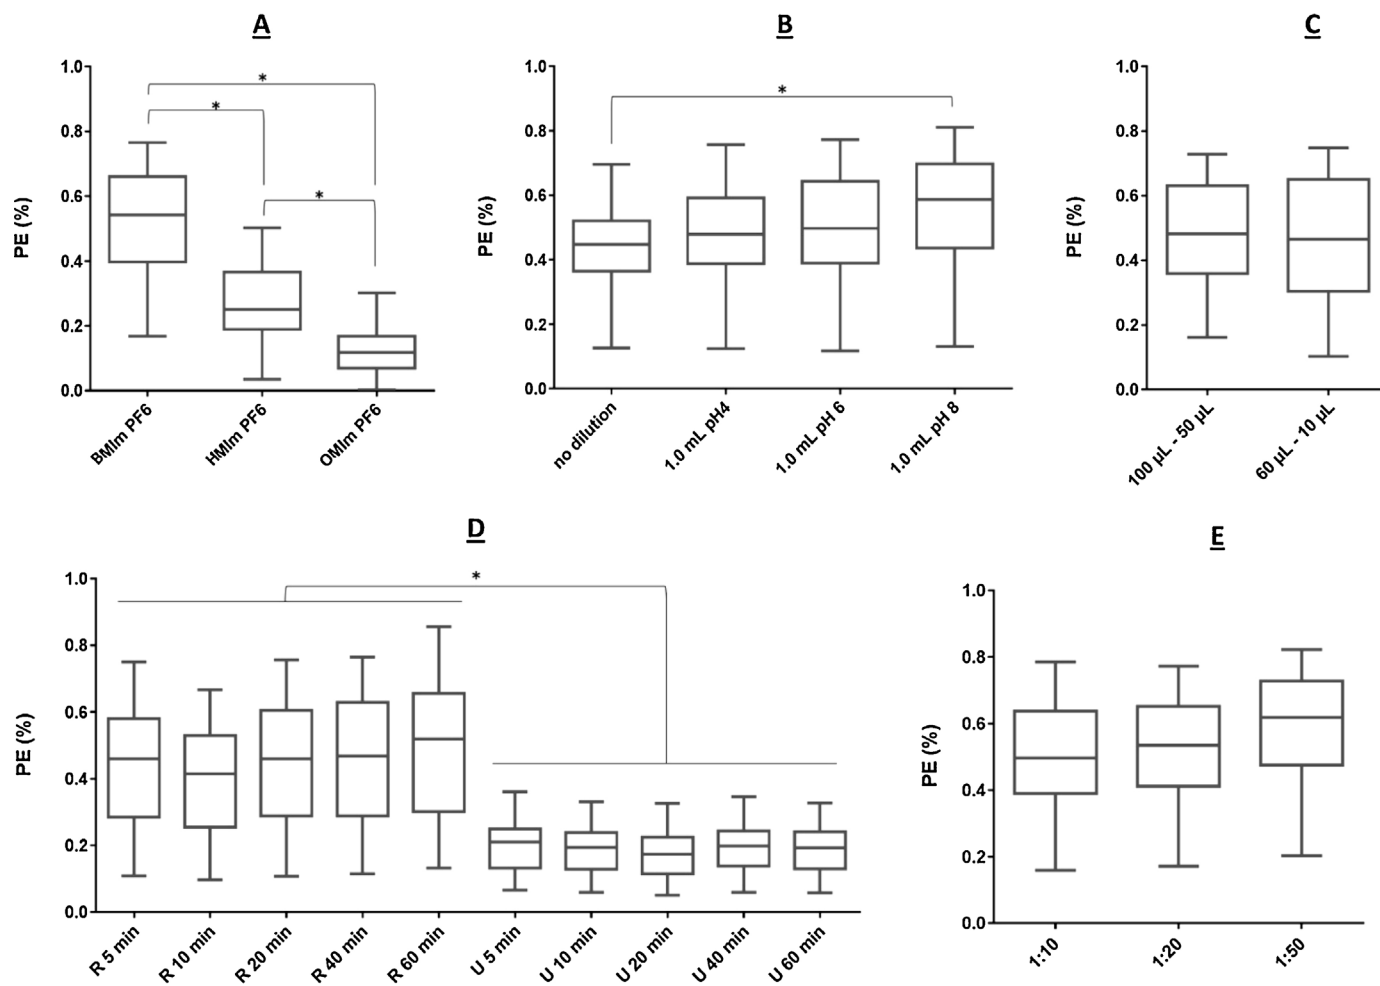 A
PE (%)
1.0
0.8
0.6
0.4
0.2
0.0
*
*
*
BMIm PF6
HMIm PF6
OMIm PF6
B
PE (%)
1.0
0.8
0.6
0.4
0.2
0.0
*
no dilution
1.0 mL pH4
1.0 mL pH 6
1.0 mL pH 8
C
PE (%)
1.0
0.8
0.6
0.4
0.2
0.0
100 µL - 50 µL
60 µL - 10 µL
D
PE (%)
1.0
0.8
0.6
0.4
0.2
0.0
*
R 5 min
R 10 min
R 20 min
R 40 min
R 60 min
U 5 min
U 10 min
U 20 min
U 40 min
U 60 min
E
PE (%)
1.0
0.8
0.6
0.4
0.2
0.0
1:10
1:20
1:50